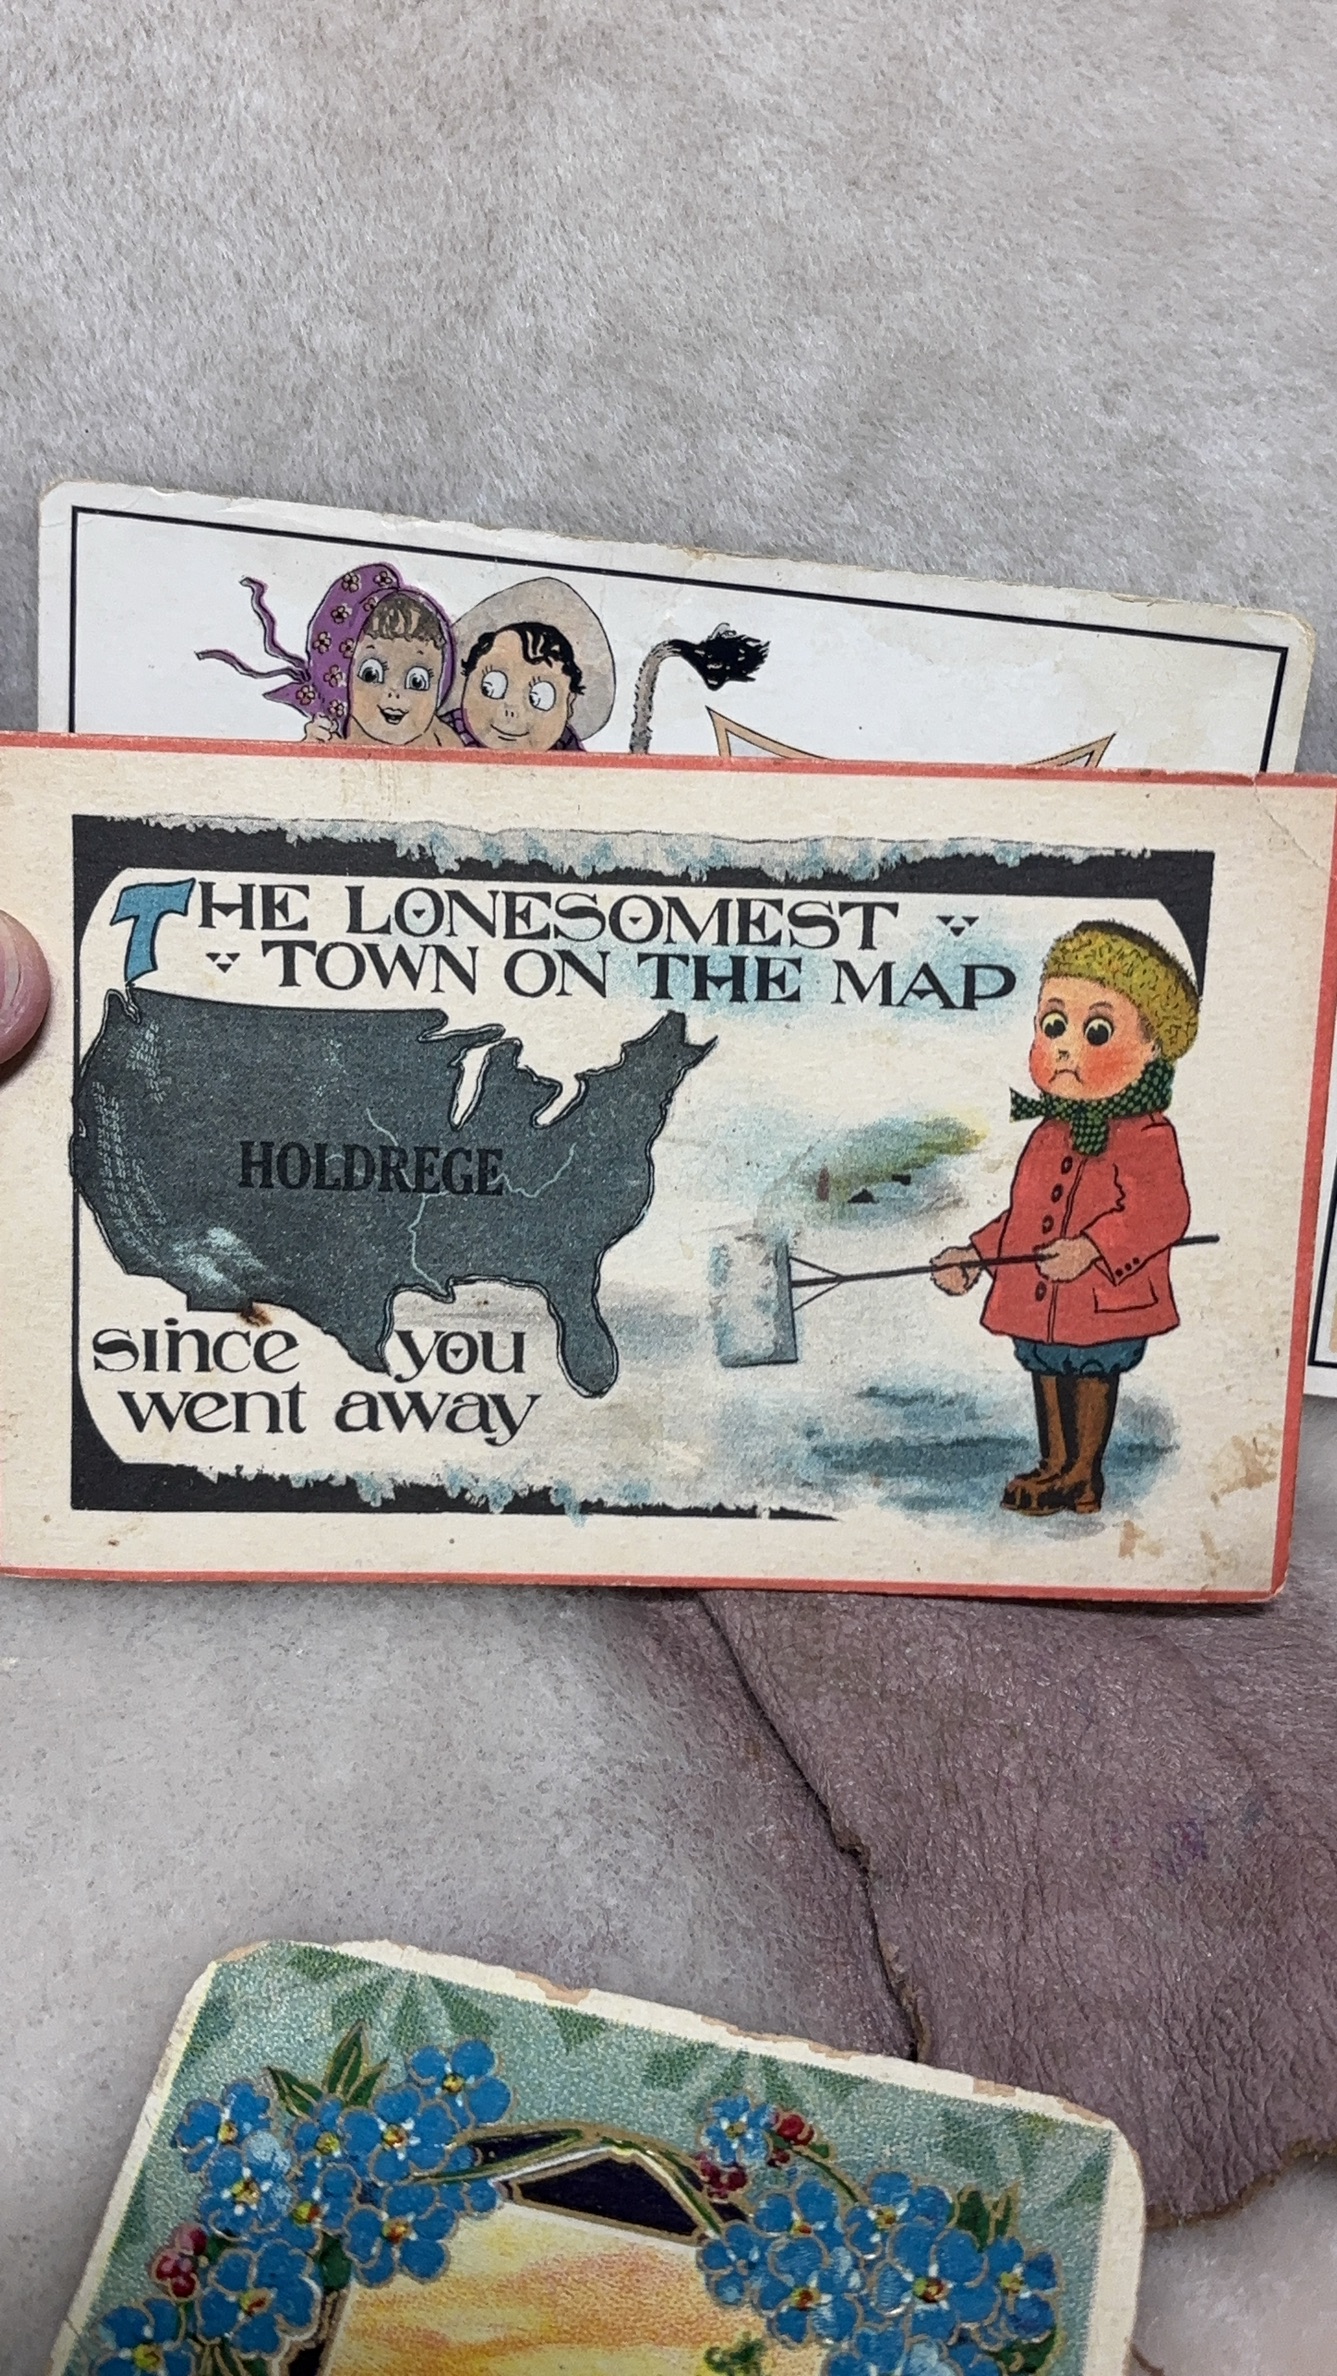 THE LONESOMEST
TOWN ON THE MAP
HOLDREGE
since you
went away